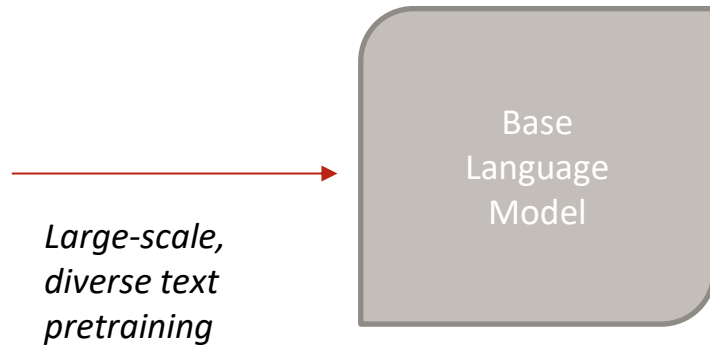 Base
Language
Model
Large-scale,
diverse text
pretraining